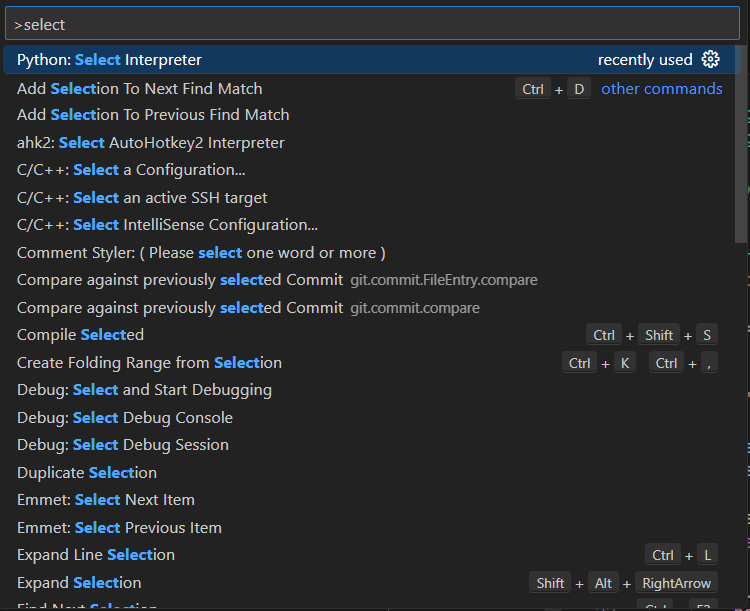 >select
Python: Select Interpreter recently used
Add Selection To Next Find Match Ctrl + D other commands
Add Selection To Previous Find Match
ahk2: Select AutoHotkey2 Interpreter
C/C++: Select a Configuration...
C/C++: Select an active SSH target
C/C++: Select IntelliSense Configuration...
Comment Styler: ( Please select one word or more )
Compare against previously selected Commit git.commit.FileEntry.compare
Compare against previously selected Commit git.commit.compare
Compile Selected Ctrl + Shift + S
Create Folding Range from Selection Ctrl + K Ctrl + ,
Debug: Select and Start Debugging
Debug: Select Debug Console
Debug: Select Debug Session
Duplicate Selection
Emmet: Select Next Item
Emmet: Select Previous Item
Expand Line Selection Ctrl + L
Expand Selection Shift + Alt + RightArrow
Find Next Selection Ctrl + F3